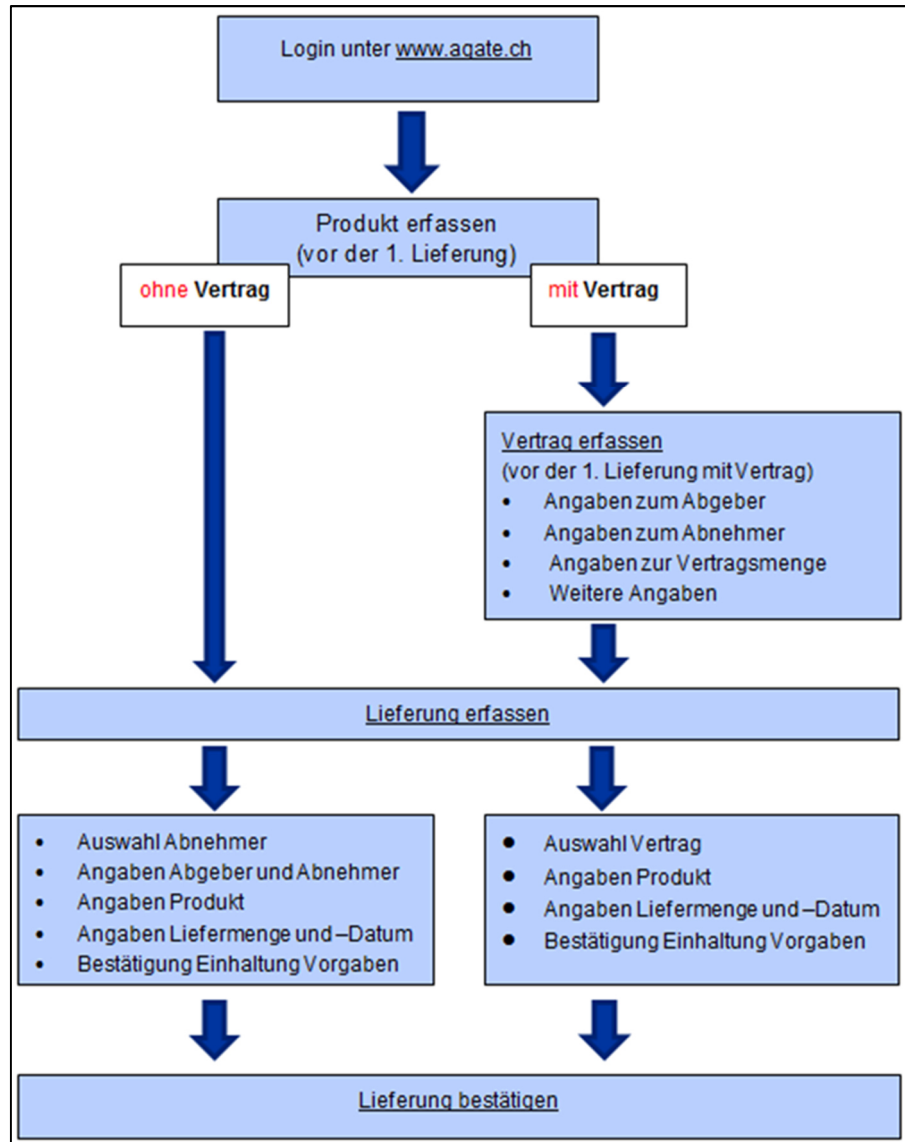 Login unter www.agate.ch
Produkt erfassen
(vor der 1. Lieferung)
ohne Vertrag
mit Vertrag
Vertrag erfassen
(vor der 1. Lieferung mit Vertrag)
• Angaben zum Abgeber
• Angaben zum Abnehmer
• Angaben zur Vertragsmenge
• Weitere Angaben
Lieferung erfassen
• Auswahl Abnehmer
• Angaben Abgeber und Abnehmer
• Angaben Produkt
• Angaben Liefermenge und –Datum
• Bestätigung Einhaltung Vorgaben
• Auswahl Vertrag
• Angaben Produkt
• Angaben Liefermenge und –Datum
• Bestätigung Einhaltung Vorgaben
Lieferung bestätigen